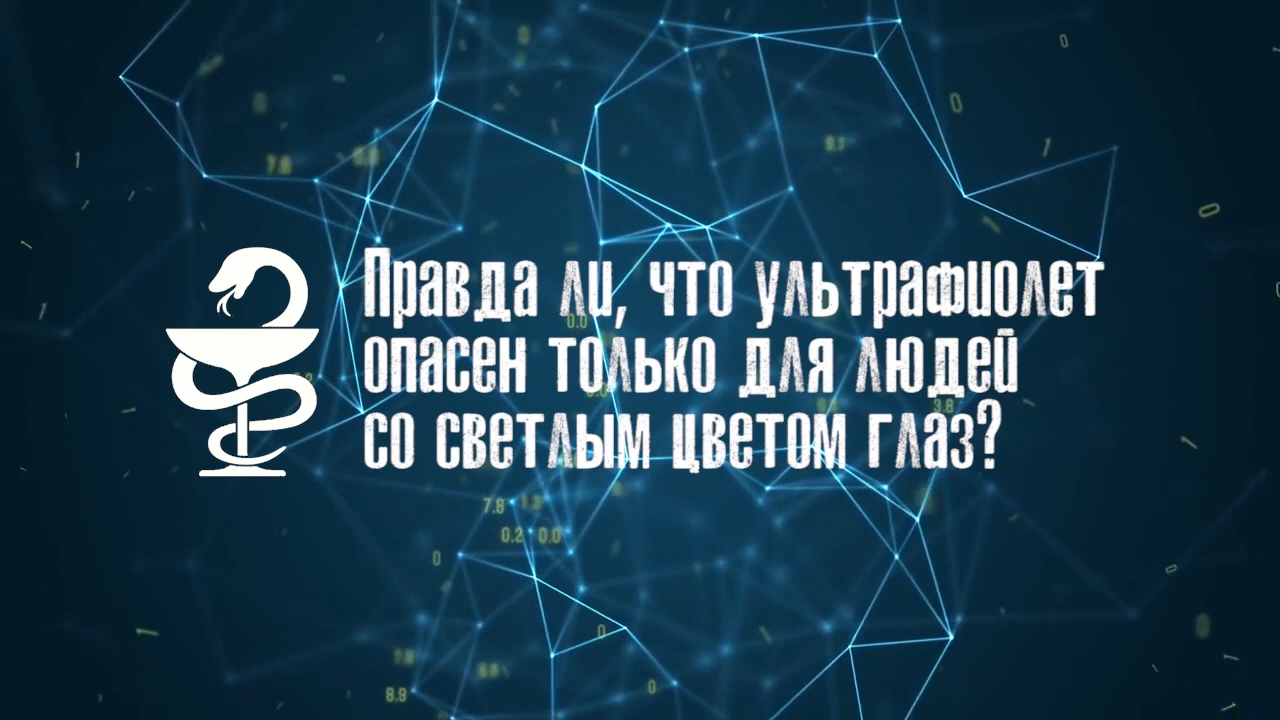 Правда ли, что ультрафиолет
опасен только для людей
со светлым цветом глаз?